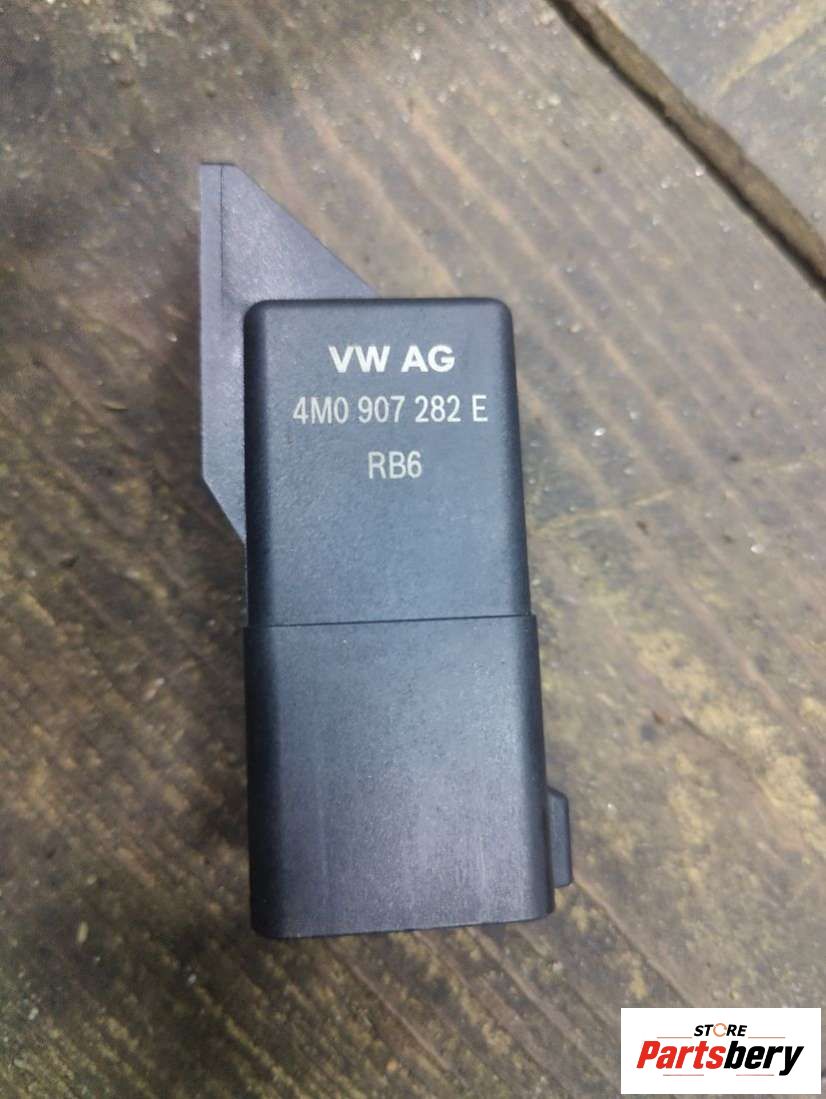 VW AG
4M0 907 282 E
RB6
STORE
Partsbery